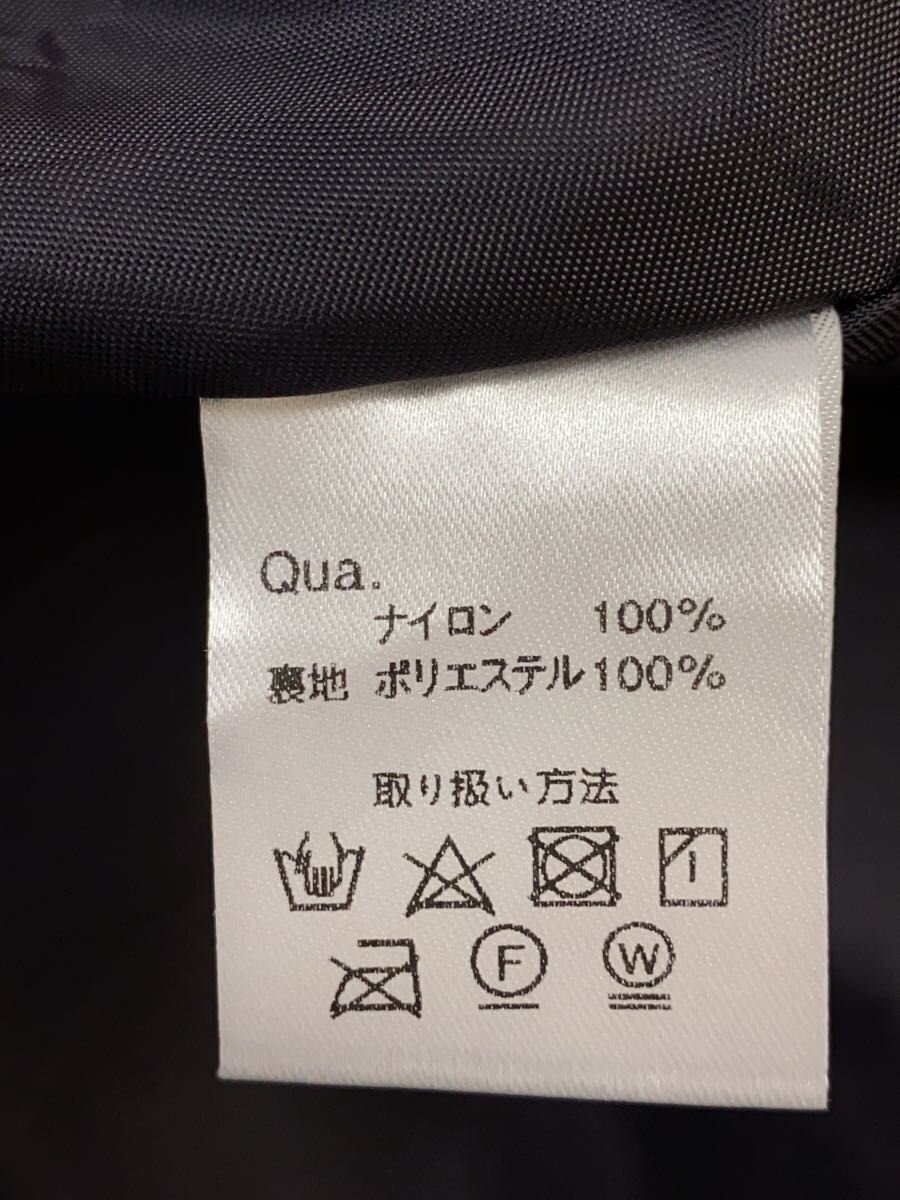 Qua.
ナイロン 100%
裏地 ポリエステル100%
取り扱い方法
F W